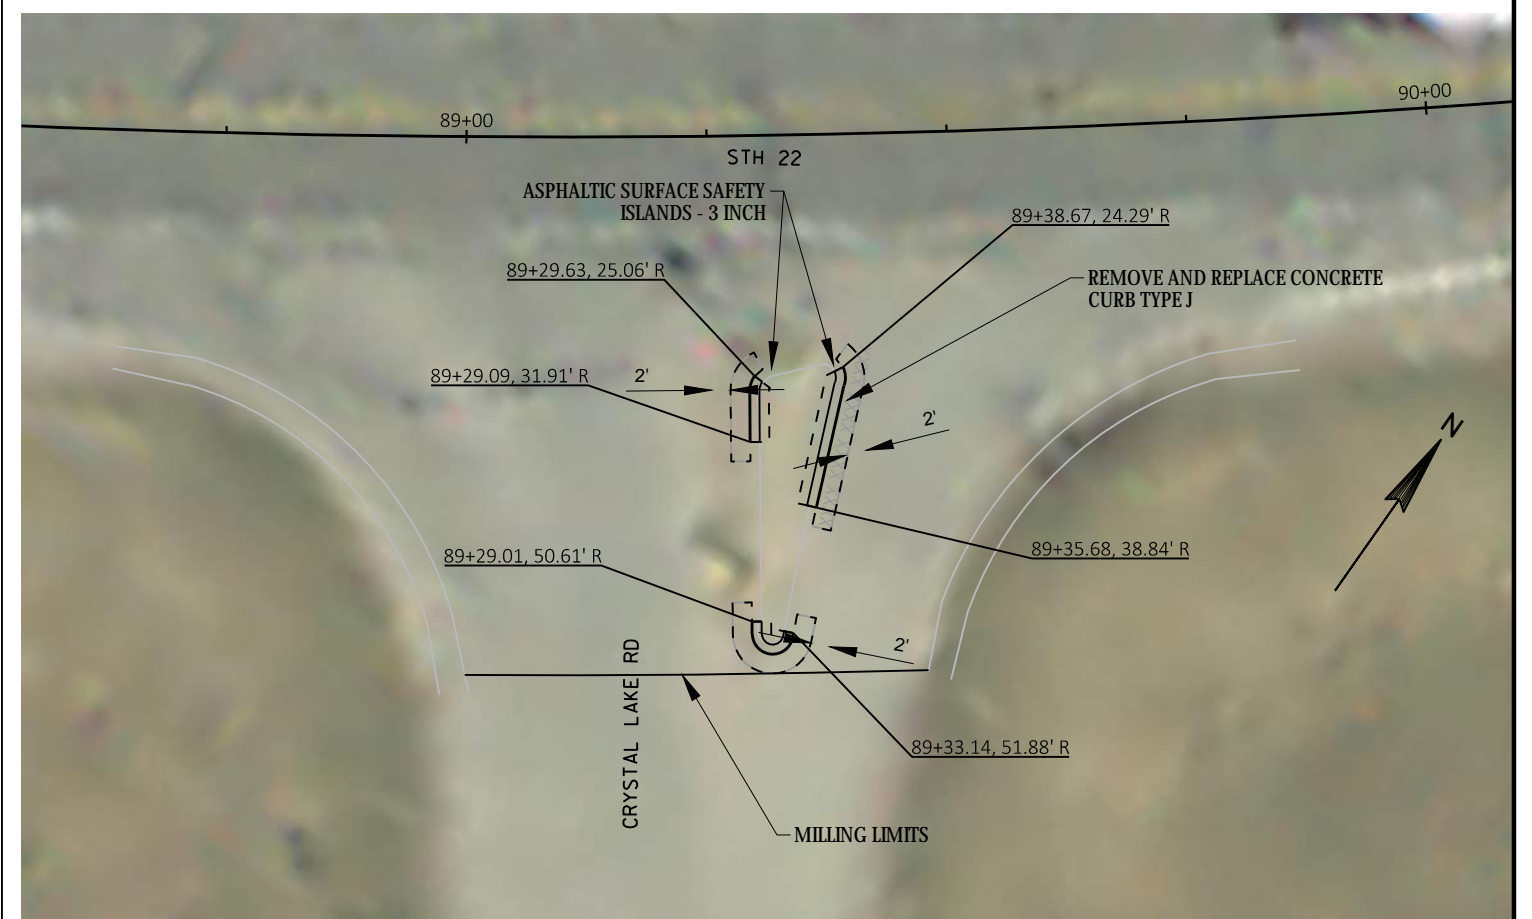 90+00
89+00
STH 22
ASPHALTIC SURFACE SAFETY
ISLANDS - 3 INCH
89+38.67, 24.29' R
89+29.63, 25.06' R
REMOVE AND REPLACE CONCRETE
CURB TYPE J
89+29.09, 31.91' R
2'
2'
N
89+35.68, 38.84' R
89+29.01, 50.61' R
2'
CRYSTAL LAKE RD
89+33.14, 51.88' R
MILLING LIMITS